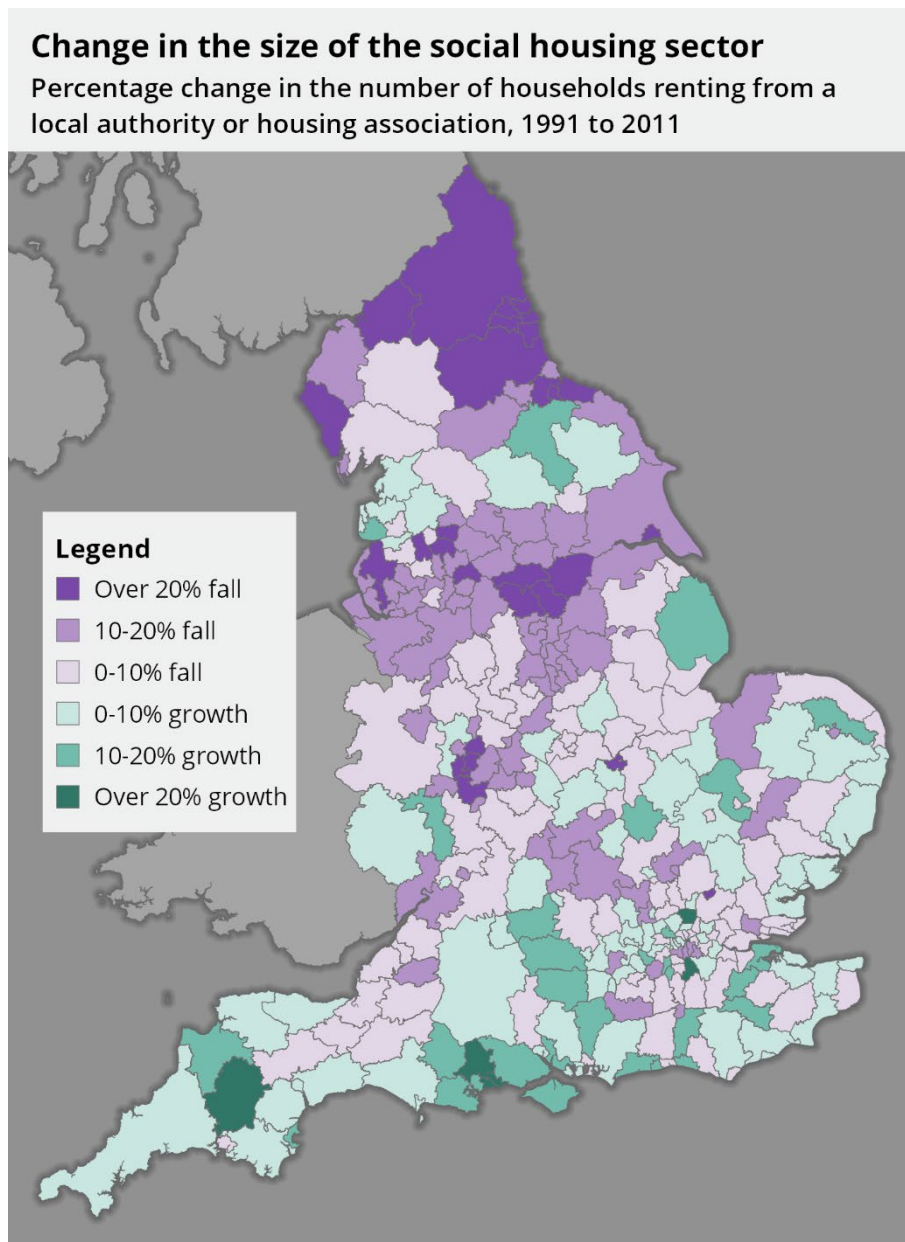 Change in the size of the social housing sector
Percentage change in the number of households renting from a
local authority or housing association, 1991 to 2011
Legend
Over 20% fall
10-20% fall
0-10% fall
0-10% growth
10-20% growth
Over 20% growth